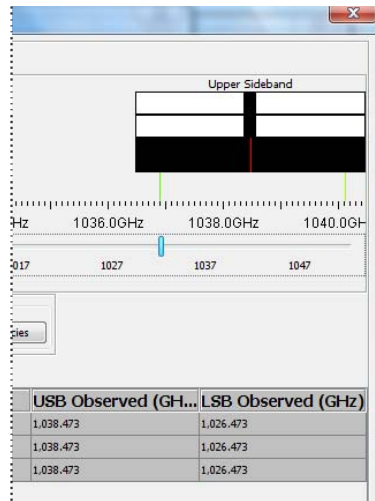 Upper Sideband
Hz 1036.0GHz 1038.0GHz 1040.0GH
017 1027 1037 1047
cies
USB Observed (GH... LSB Observed (GHz)
1,038.473 1,026.473
1,038.473 1,026.473
1,038.473 1,026.473